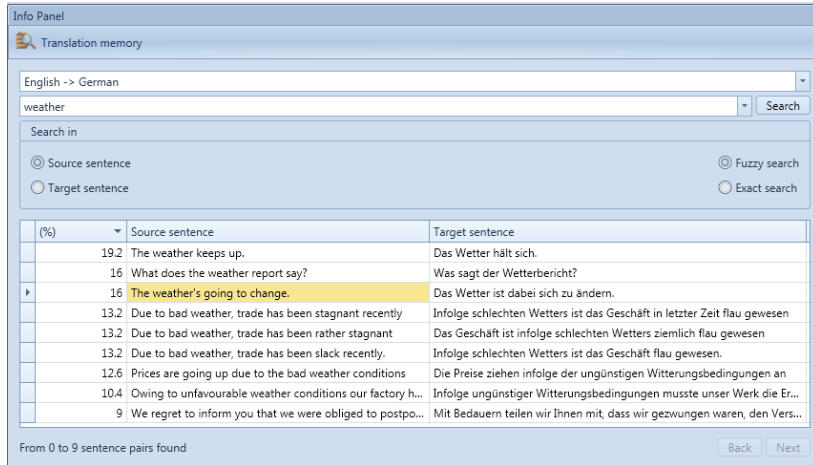 Info Panel
Translation memory
English -> German
weather Search
Search in
Source sentence Fuzzy search
Target sentence Exact search
(%) Source sentence Target sentence
19.2 The weather keeps up. Das Wetter hält sich.
16 What does the weather report say? Was sagt der Wetterbericht?
16 The weather's going to change. Das Wetter ist dabei sich zu ändern.
13.2 Due to bad weather, trade has been stagnant recently Infolge schlechten Wetters ist das Geschäft in letzter Zeit flau gewesen
13.2 Due to bad weather, trade has been rather stagnant Das Geschäft ist infolge schlechten Wetters ziemlich flau gewesen
13.2 Due to bad weather, trade has been slack recently. Infolge schlechten Wetters ist das Geschäft flau gewesen.
12.6 Prices are going up due to the bad weather conditions Die Preise ziehen infolge der ungünstigen Witterungsbedingungen an
10.4 Owing to unfavourable weather conditions our factory h... Infolge ungünstiger Witterungsbedingungen musste unser Werk die Er...
9 We regret to inform you that we were obliged to postpo... Mit Bedauern teilen wir Ihnen mit, dass wir gezwungen waren, den Vers...
From 0 to 9 sentence pairs found Back Next